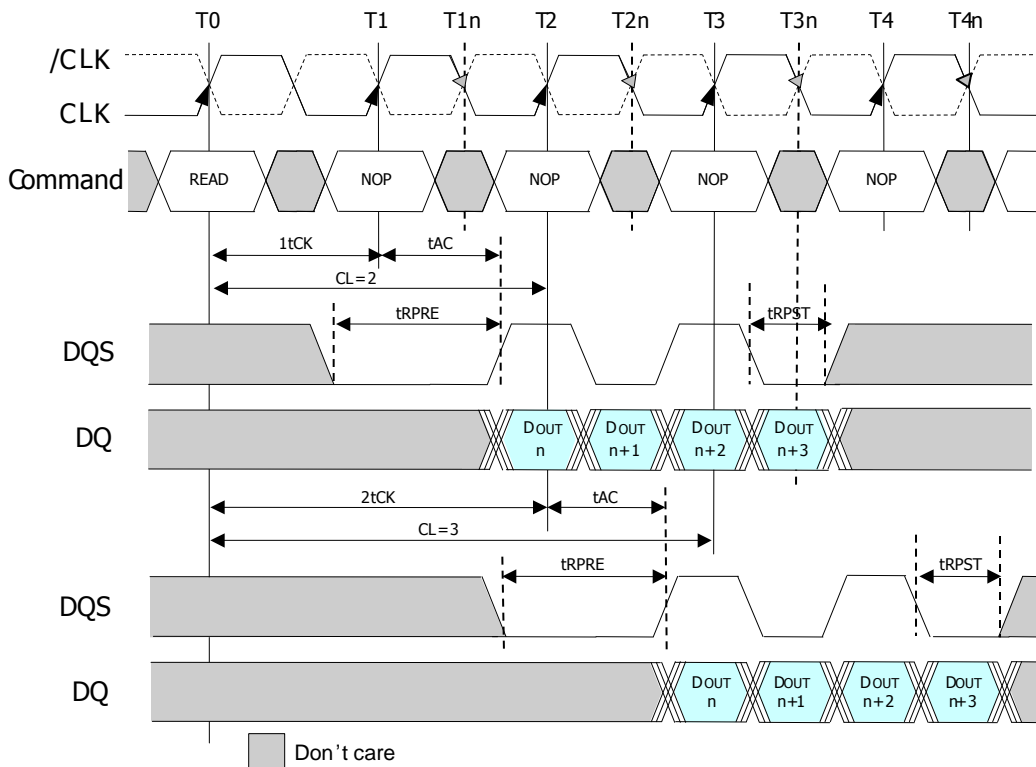 T0 T1 T1n T2 T2n T3 T3n T4 T4n
/CLK
CLK
Command READ NOP NOP NOP NOP
1tCK tAC
CL=2
tRPRE tRPST
DQS
DQ DOUT n DOUT n+1 DOUT n+2 DOUT n+3
2tCK tAC
CL=3
tRPRE tRPST
DQS
DQ DOUT n DOUT n+1 DOUT n+2 DOUT n+3
Don't care